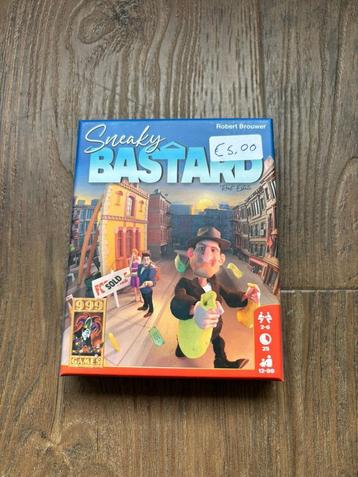 Robert Brouwer
Sneaky
€5,00
BASTARD
SOLD
999
GAMES
2-6
25
12-99